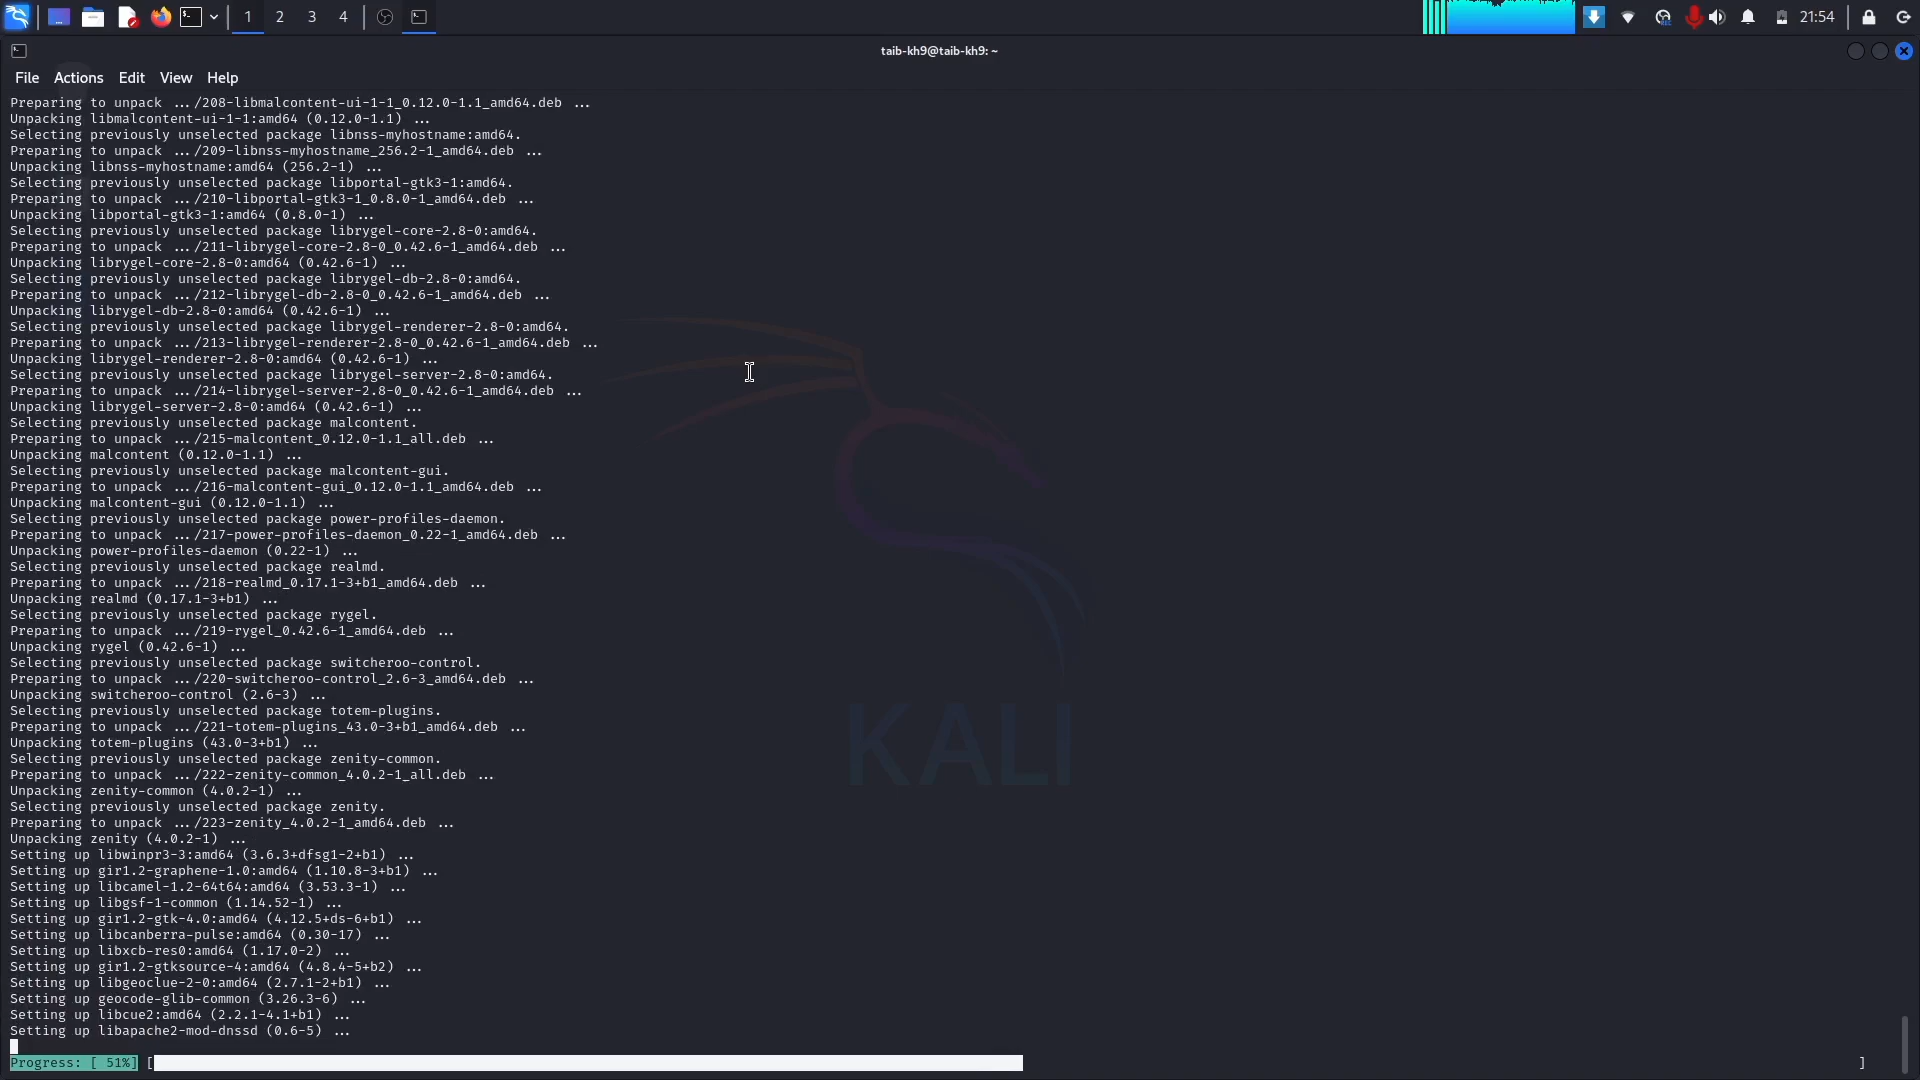 1 2 3 4 21:54
taib-kh9@taib-kh9: ~
File Actions Edit View Help
Preparing to unpack .../208-libmalcontent-ui-1-1_0.12.0-1.1_amd64.deb ...
Unpacking libmalcontent-ui-1-1:amd64 (0.12.0-1.1) ...
Selecting previously unselected package libnss-myhostname:amd64.
Preparing to unpack .../209-libnss-myhostname_256.2-1_amd64.deb ...
Unpacking libnss-myhostname:amd64 (256.2-1) ...
Selecting previously unselected package libportal-gtk3-1:amd64.
Preparing to unpack .../210-libportal-gtk3-1_0.8.0-1_amd64.deb ...
Unpacking libportal-gtk3-1:amd64 (0.8.0-1) ...
Selecting previously unselected package librygel-core-2.8-0:amd64.
Preparing to unpack .../211-librygel-core-2.8-0_0.42.6-1_amd64.deb ...
Unpacking librygel-core-2.8-0:amd64 (0.42.6-1) ...
Selecting previously unselected package librygel-db-2.8-0:amd64.
Preparing to unpack .../212-librygel-db-2.8-0_0.42.6-1_amd64.deb ...
Unpacking librygel-db-2.8-0:amd64 (0.42.6-1) ...
Selecting previously unselected package librygel-renderer-2.8-0:amd64.
Preparing to unpack .../213-librygel-renderer-2.8-0_0.42.6-1_amd64.deb ...
Unpacking librygel-renderer-2.8-0:amd64 (0.42.6-1) ...
Selecting previously unselected package librygel-server-2.8-0:amd64.
Preparing to unpack .../214-librygel-server-2.8-0_0.42.6-1_amd64.deb ...
Unpacking librygel-server-2.8-0:amd64 (0.42.6-1) ...
Selecting previously unselected package malcontent.
Preparing to unpack .../215-malcontent_0.12.0-1.1_all.deb ...
Unpacking malcontent (0.12.0-1.1) ...
Selecting previously unselected package malcontent-gui.
Preparing to unpack .../216-malcontent-gui_0.12.0-1.1_amd64.deb ...
Unpacking malcontent-gui (0.12.0-1.1) ...
Selecting previously unselected package power-profiles-daemon.
Preparing to unpack .../217-power-profiles-daemon_0.22-1_amd64.deb ...
Unpacking power-profiles-daemon (0.22-1) ...
Selecting previously unselected package realmd.
Preparing to unpack .../218-realmd_0.17.1-3+b1_amd64.deb ...
Unpacking realmd (0.17.1-3+b1) ...
Selecting previously unselected package rygel.
Preparing to unpack .../219-rygel_0.42.6-1_amd64.deb ...
Unpacking rygel (0.42.6-1) ...
Selecting previously unselected package switcheroo-control.
Preparing to unpack .../220-switcheroo-control_2.6-3_amd64.deb ...
Unpacking switcheroo-control (2.6-3) ...
Selecting previously unselected package totem-plugins.
Preparing to unpack .../221-totem-plugins_43.0-3+b1_amd64.deb ...
Unpacking totem-plugins (43.0-3+b1) ...
Selecting previously unselected package zenity-common.
Preparing to unpack .../222-zenity-common_4.0.2-1_all.deb ...
Unpacking zenity-common (4.0.2-1) ...
Selecting previously unselected package zenity.
Preparing to unpack .../223-zenity_4.0.2-1_amd64.deb ...
Unpacking zenity (4.0.2-1) ...
Setting up libwinpr3-3:amd64 (3.6.3+dfsg1-2+b1) ...
Setting up gir1.2-graphene-1.0:amd64 (1.10.8-3+b1) ...
Setting up libcamel-1.2-64t64:amd64 (3.53.3-1) ...
Setting up libgsf-1-common (1.14.52-1) ...
Setting up gir1.2-gtk-4.0:amd64 (4.12.5+ds-6+b1) ...
Setting up libcanberra-pulse:amd64 (0.30-17) ...
Setting up libxcb-res0:amd64 (1.17.0-2) ...
Setting up gir1.2-gtksource-4:amd64 (4.8.4-5+b2) ...
Setting up libgeoclue-2-0:amd64 (2.7.1-2+b1) ...
Setting up geocode-glib-common (3.26.3-6) ...
Setting up libcue2:amd64 (2.2.1-4.1+b1) ...
Setting up libapache2-mod-dnssd (0.6-5) ...
Progress: [ 51%] [ ]
KALI